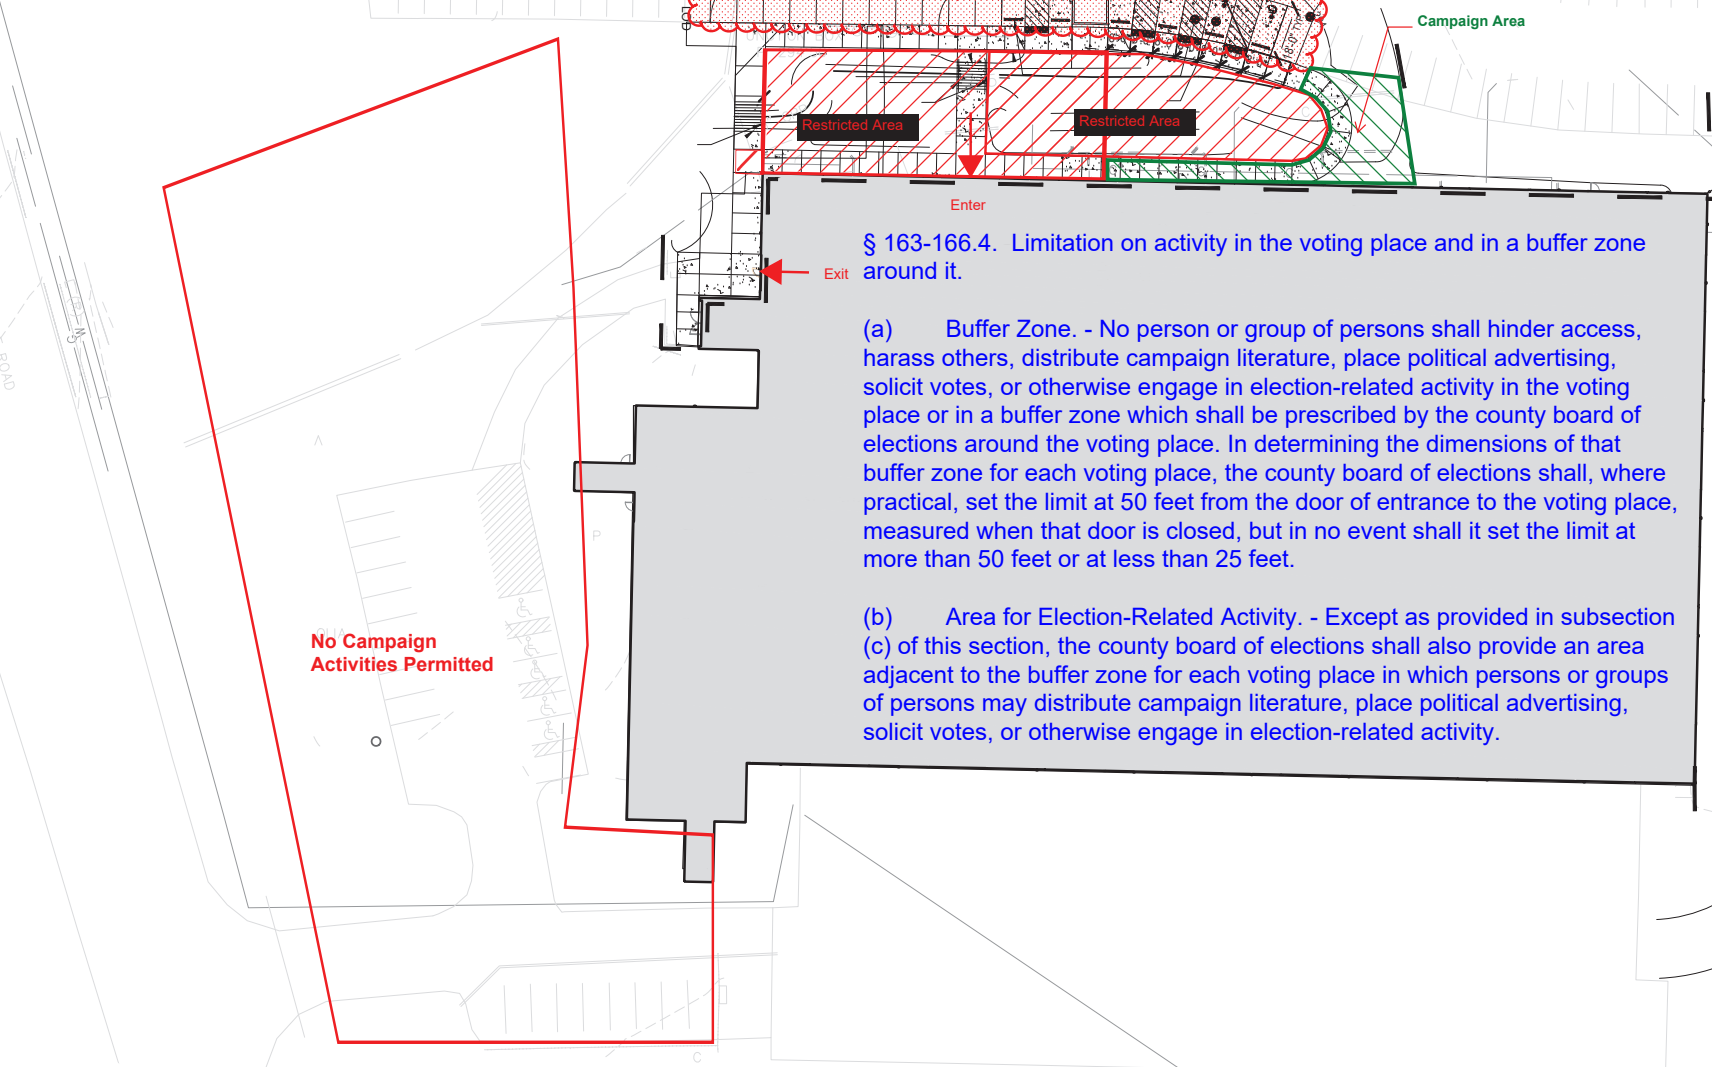 Campaign Area
Restricted Area
Restricted Area
Enter
Exit
§ 163-166.4. Limitation on activity in the voting place and in a buffer zone
around it.
(a) Buffer Zone. - No person or group of persons shall hinder access,
harass others, distribute campaign literature, place political advertising,
solicit votes, or otherwise engage in election-related activity in the voting
place or in a buffer zone which shall be prescribed by the county board of
elections around the voting place. In determining the dimensions of that
buffer zone for each voting place, the county board of elections shall, where
practical, set the limit at 50 feet from the door of entrance to the voting place,
measured when that door is closed, but in no event shall it set the limit at
more than 50 feet or at less than 25 feet.
(b) Area for Election-Related Activity. - Except as provided in subsection
(c) of this section, the county board of elections shall also provide an area
adjacent to the buffer zone for each voting place in which persons or groups
of persons may distribute campaign literature, place political advertising,
solicit votes, or otherwise engage in election-related activity.
No Campaign
Activities Permitted
ROAD
P
C